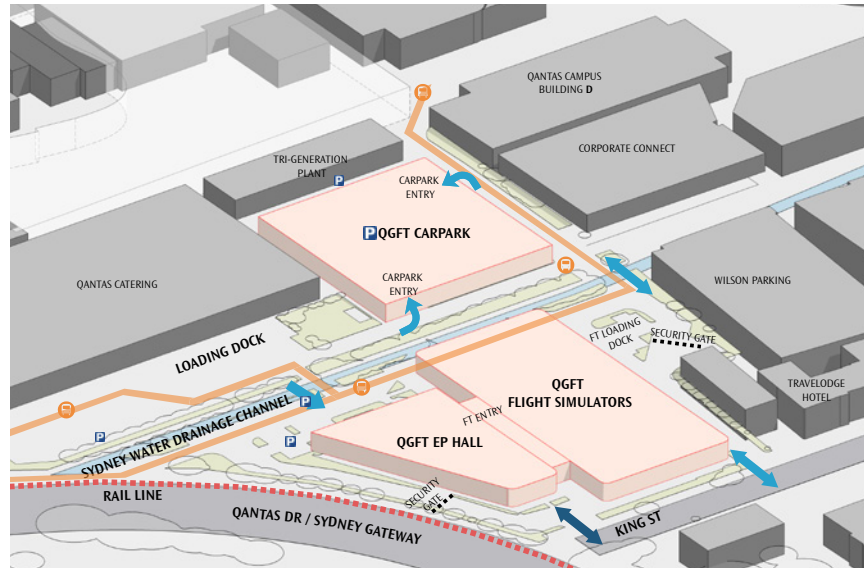 QANTAS CAMPUS
BUILDING D
CORPORATE CONNECT
TRI-GENERATION
PLANT
P
CARPARK
ENTRY
P QGFT CARPARK
QANTAS CATERING
CARPARK
ENTRY
WILSON PARKING
LOADING DOCK
FT LOADING
DOCK
SECURITY GATE
QGFT
FLIGHT SIMULATORS
TRAVELODGE
HOTEL
FT ENTRY
P
QGFT EP HALL
P
P
SYDNEY WATER DRAINAGE CHANNEL
RAIL LINE
SECURITY
GATE
QANTAS DR / SYDNEY GATEWAY
KING ST